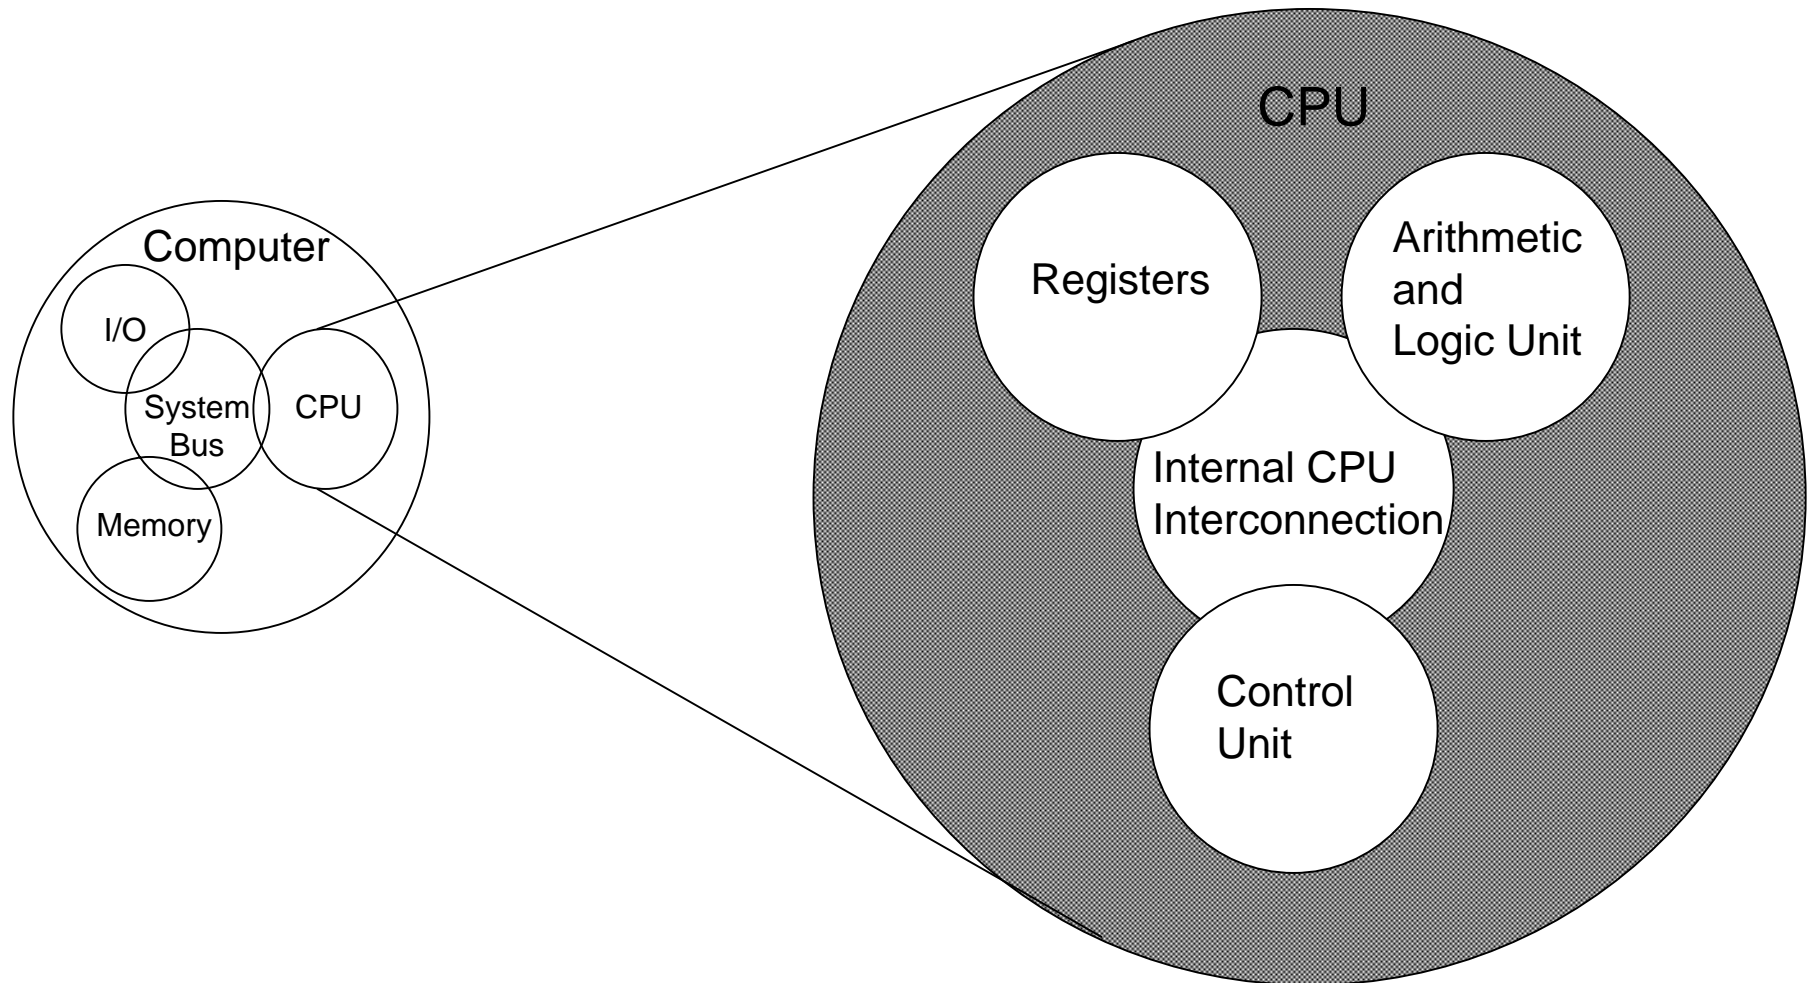 Computer
I/O
System
Bus
CPU
Memory
CPU
Registers
Arithmetic
and
Logic Unit
Internal CPU
Interconnection
Control
Unit